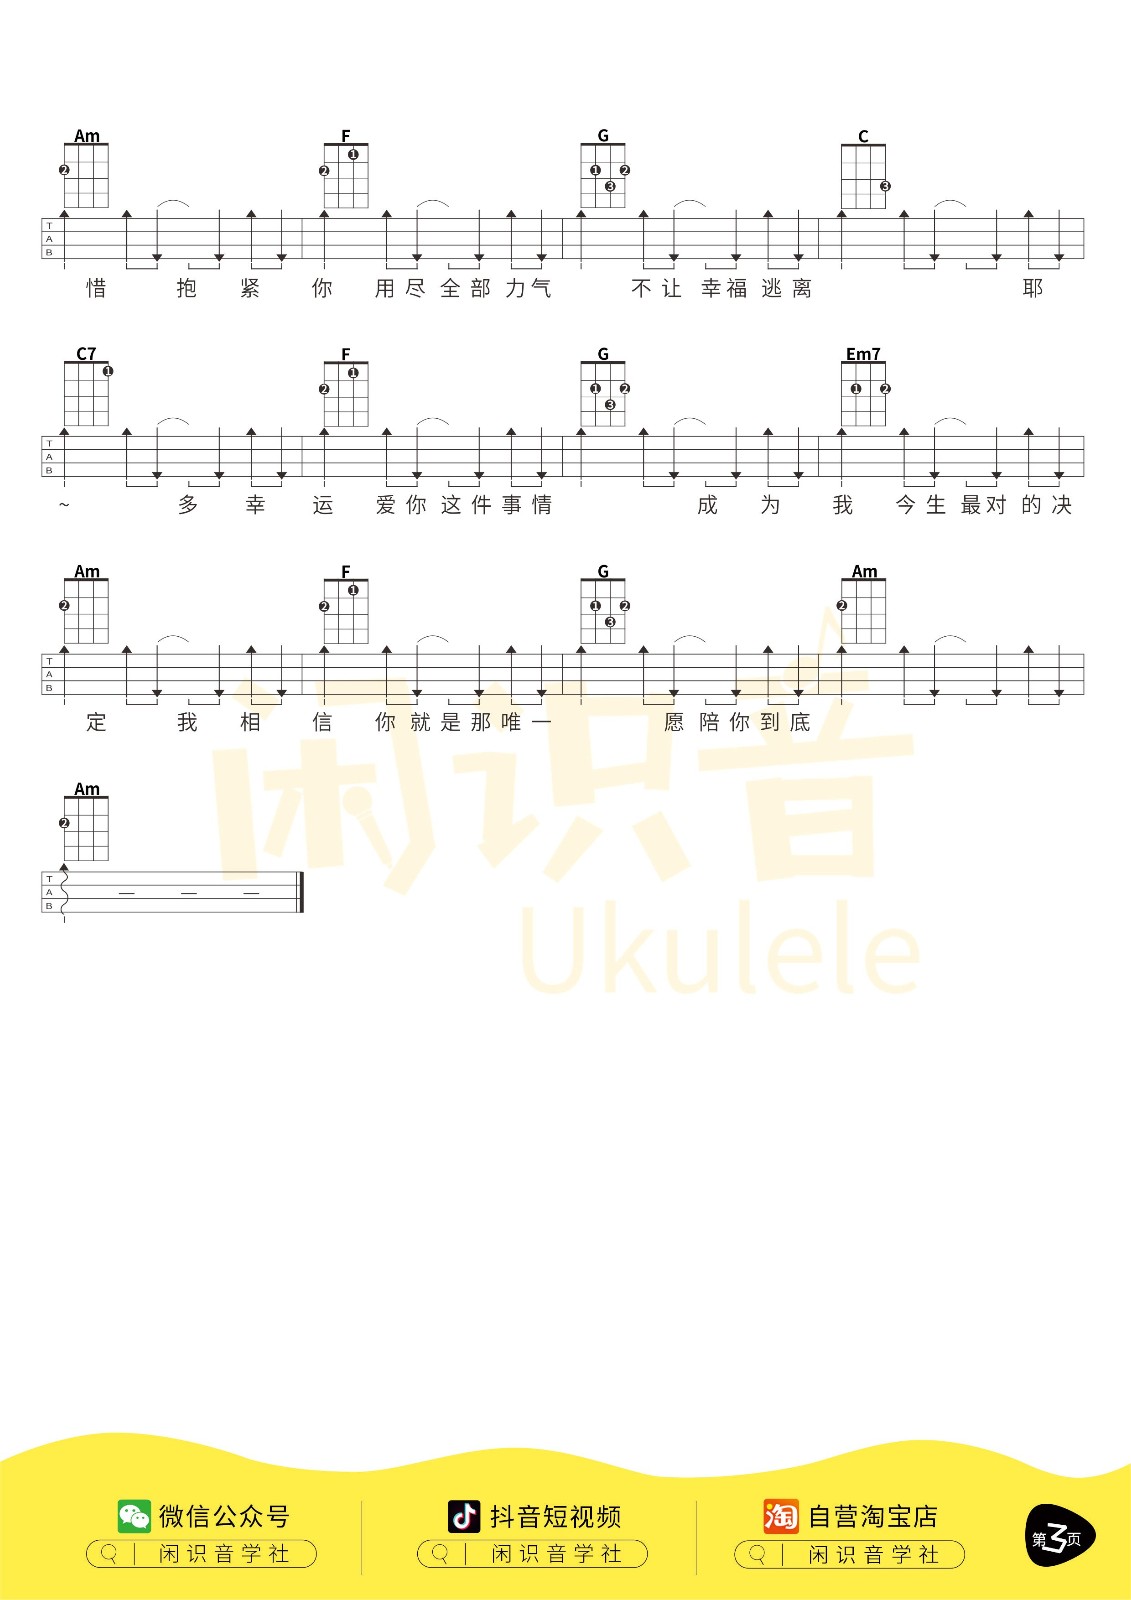 Am F G C
T
A
B
惜 抱 紧 你 用 尽 全 部 力 气 不 让 幸 福 逃 离 耶
C7 F G Em7
T
A
B
~ 多 幸 运 爱 你 这 件 事 情 成 为 我 今 生 最 对 的 决
Am F G Am
T
A
B
定 我 相 信 你 就 是 那 唯 一 愿 陪 你 到 底
Am
T
A
B
闲识音
Ukulele
微信公众号 抖音短视频 自营淘宝店
闲识音学社 闲识音学社 闲识音学社
第3页